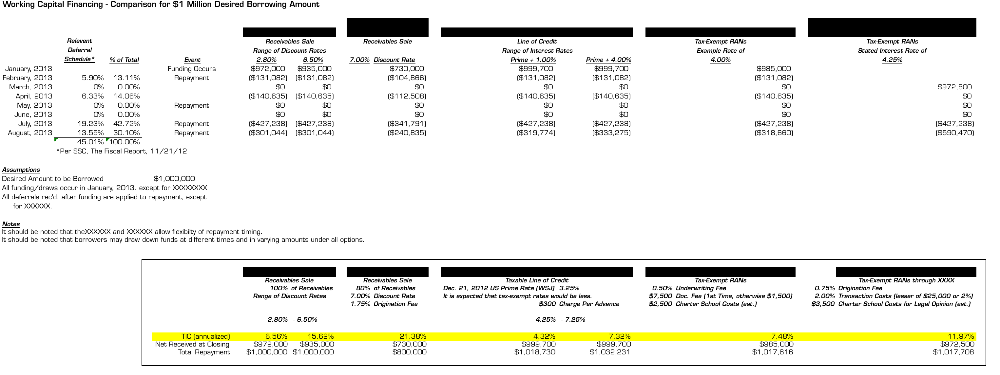 Working Capital Financing - Comparison for $1 Million Desired Borrowing Amount
Relevent Receivables Sale Receivables Sale Line of Credit Tax-Exempt RANs Tax-Exempt RANs
Deferral Range of Discount Rates Range of Interest Rates Example Rate of Stated Interest Rate of
Schedule* % of Total Event 2.80% 6.50% 7.00% Discount Rate Prime + 1.00% Prime + 4.00% 4.00% 4.25%
January, 2013 Funding Occurs $972,000 $935,000 $730,000 $999,700 $999,700 $985,000
February, 2013 5.90% 13.11% Repayment ($131,082) ($131,082) ($104,866) ($131,082) ($131,082) ($131,082)
March, 2013 0% 0.00% $0 $0 $0 $0 $0 $0 $972,500
April, 2013 6.33% 14.06% ($140,635) ($140,635) ($112,508) ($140,635) ($140,635) ($140,635) $0
May, 2013 0% 0.00% Repayment $0 $0 $0 $0 $0 $0 $0
June, 2013 0% 0.00% $0 $0 $0 $0 $0 $0 $0
July, 2013 19.23% 42.72% Repayment ($427,238) ($427,238) ($341,791) ($427,238) ($427,238) ($427,238) ($427,238)
August, 2013 13.55% 30.10% Repayment ($301,044) ($301,044) ($240,835) ($319,774) ($333,275) ($318,660) ($590,470)
45.01% 100.00%
*Per SSC, The Fiscal Report, 11/21/12
Assumptions
Desired Amount to be Borrowed $1,000,000
All funding/draws occur in January, 2013. except for XXXXXXXX
All deferrals rec'd. after funding are applied to repayment, except
for XXXXXX.
Notes
It should be noted that theXXXXXX and XXXXXX allow flexibilty of repayment timing.
It should be noted that borrowers may draw down funds at different times and in varying amounts under all options.
Receivables Sale Receivables Sale Taxable Line of Credit Tax-Exempt RANs Tax-Exempt RANs through XXXX
100% of Receivables 80% of Receivables Dec. 21, 2012 US Prime Rate (WSJ) 3.25% 0.50% Underwriting Fee 0.75% Origination Fee
Range of Discount Rates 7.00% Discount Rate It is expected that tax-exempt rates would be less. $7,500 Doc. Fee (1st Time, otherwise $1,500) 2.00% Transaction Costs (lesser of $25,000 or 2%)
1.75% Origination Fee $300 Charge Per Advance $2,500 Charter School Costs (est.) $3,500 Charter School Costs for Legal Opinion (est.)
2.80% - 6.50% 4.25% - 7.25%
TIC (annualized) 6.56% 15.62% 21.38% 4.32% 7.32% 7.48% 11.97%
Net Received at Closing $972,000 $935,000 $730,000 $999,700 $999,700 $985,000 $972,500
Total Repayment $1,000,000 $1,000,000 $800,000 $1,018,730 $1,032,231 $1,017,616 $1,017,708